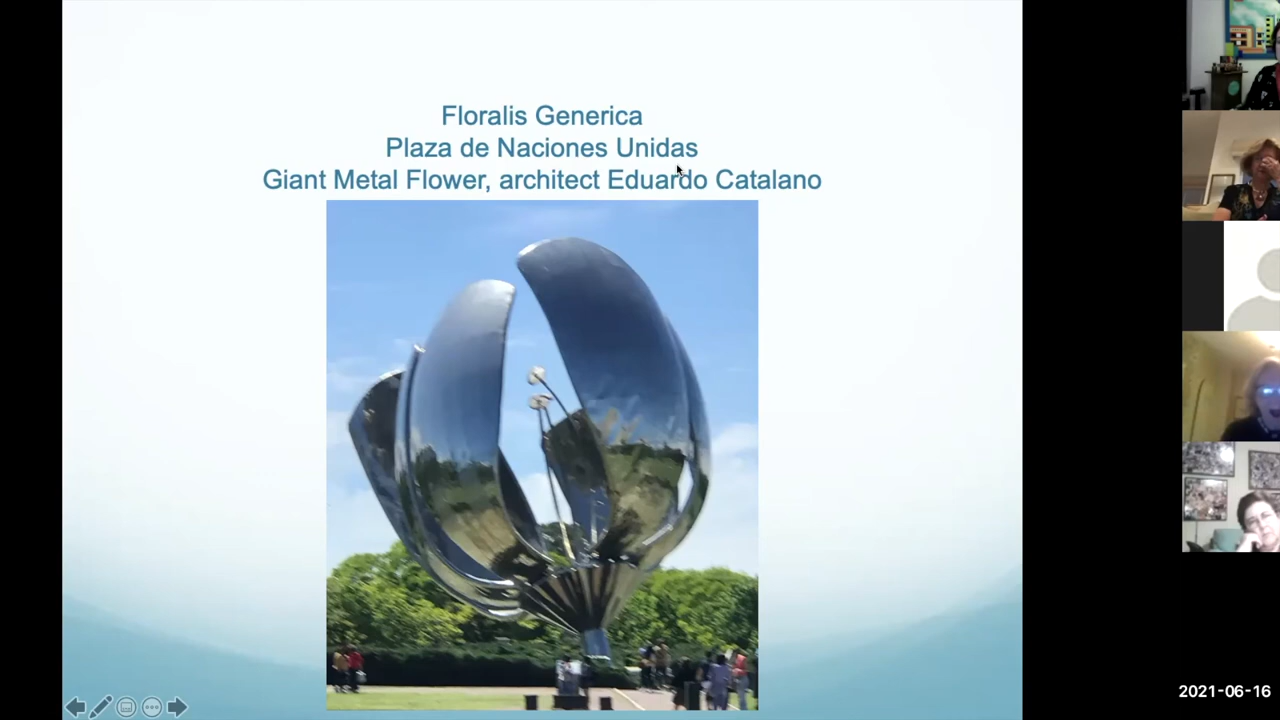 Floralis Generica
Plaza de Naciones Unidas
Giant Metal Flower, architect Eduardo Catalano
2021-06-16